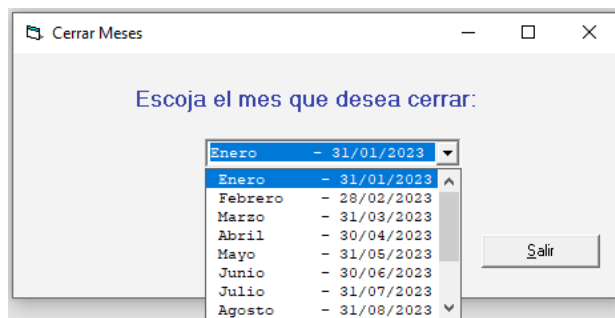 Cerrar Meses
Escoja el mes que desea cerrar:
Enero - 31/01/2023
Enero - 31/01/2023
Febrero - 28/02/2023
Marzo - 31/03/2023
Abril - 30/04/2023
Mayo - 31/05/2023
Junio - 30/06/2023
Julio - 31/07/2023
Agosto - 31/08/2023
Salir